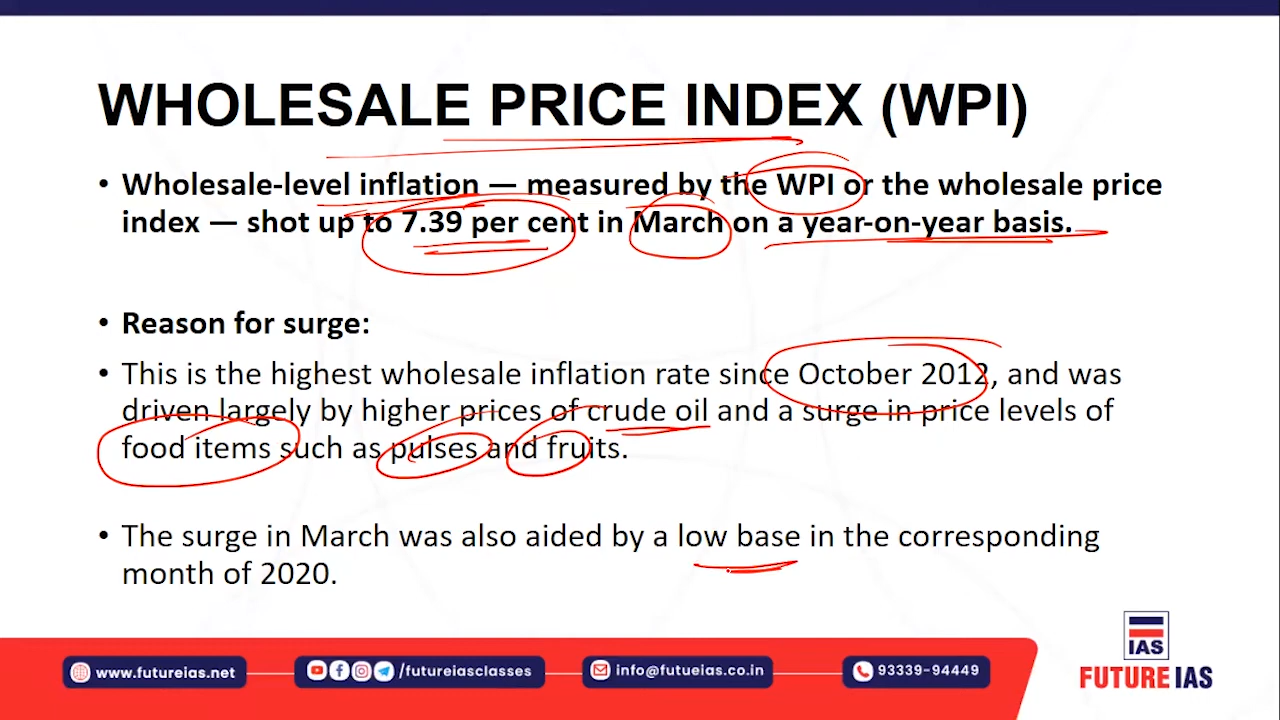 WHOLESALE PRICE INDEX (WPI)
• Wholesale-level inflation — measured by the WPI or the wholesale price
index — shot up to 7.39 per cent in March on a year-on-year basis.
• Reason for surge:
• This is the highest wholesale inflation rate since October 2012, and was
driven largely by higher prices of crude oil and a surge in price levels of
food items such as pulses and fruits.
• The surge in March was also aided by a low base in the corresponding
month of 2020.
www.futureias.net
/futureiasclasses
info@futueias.co.in
93339-94449
IAS
FUTURE IAS